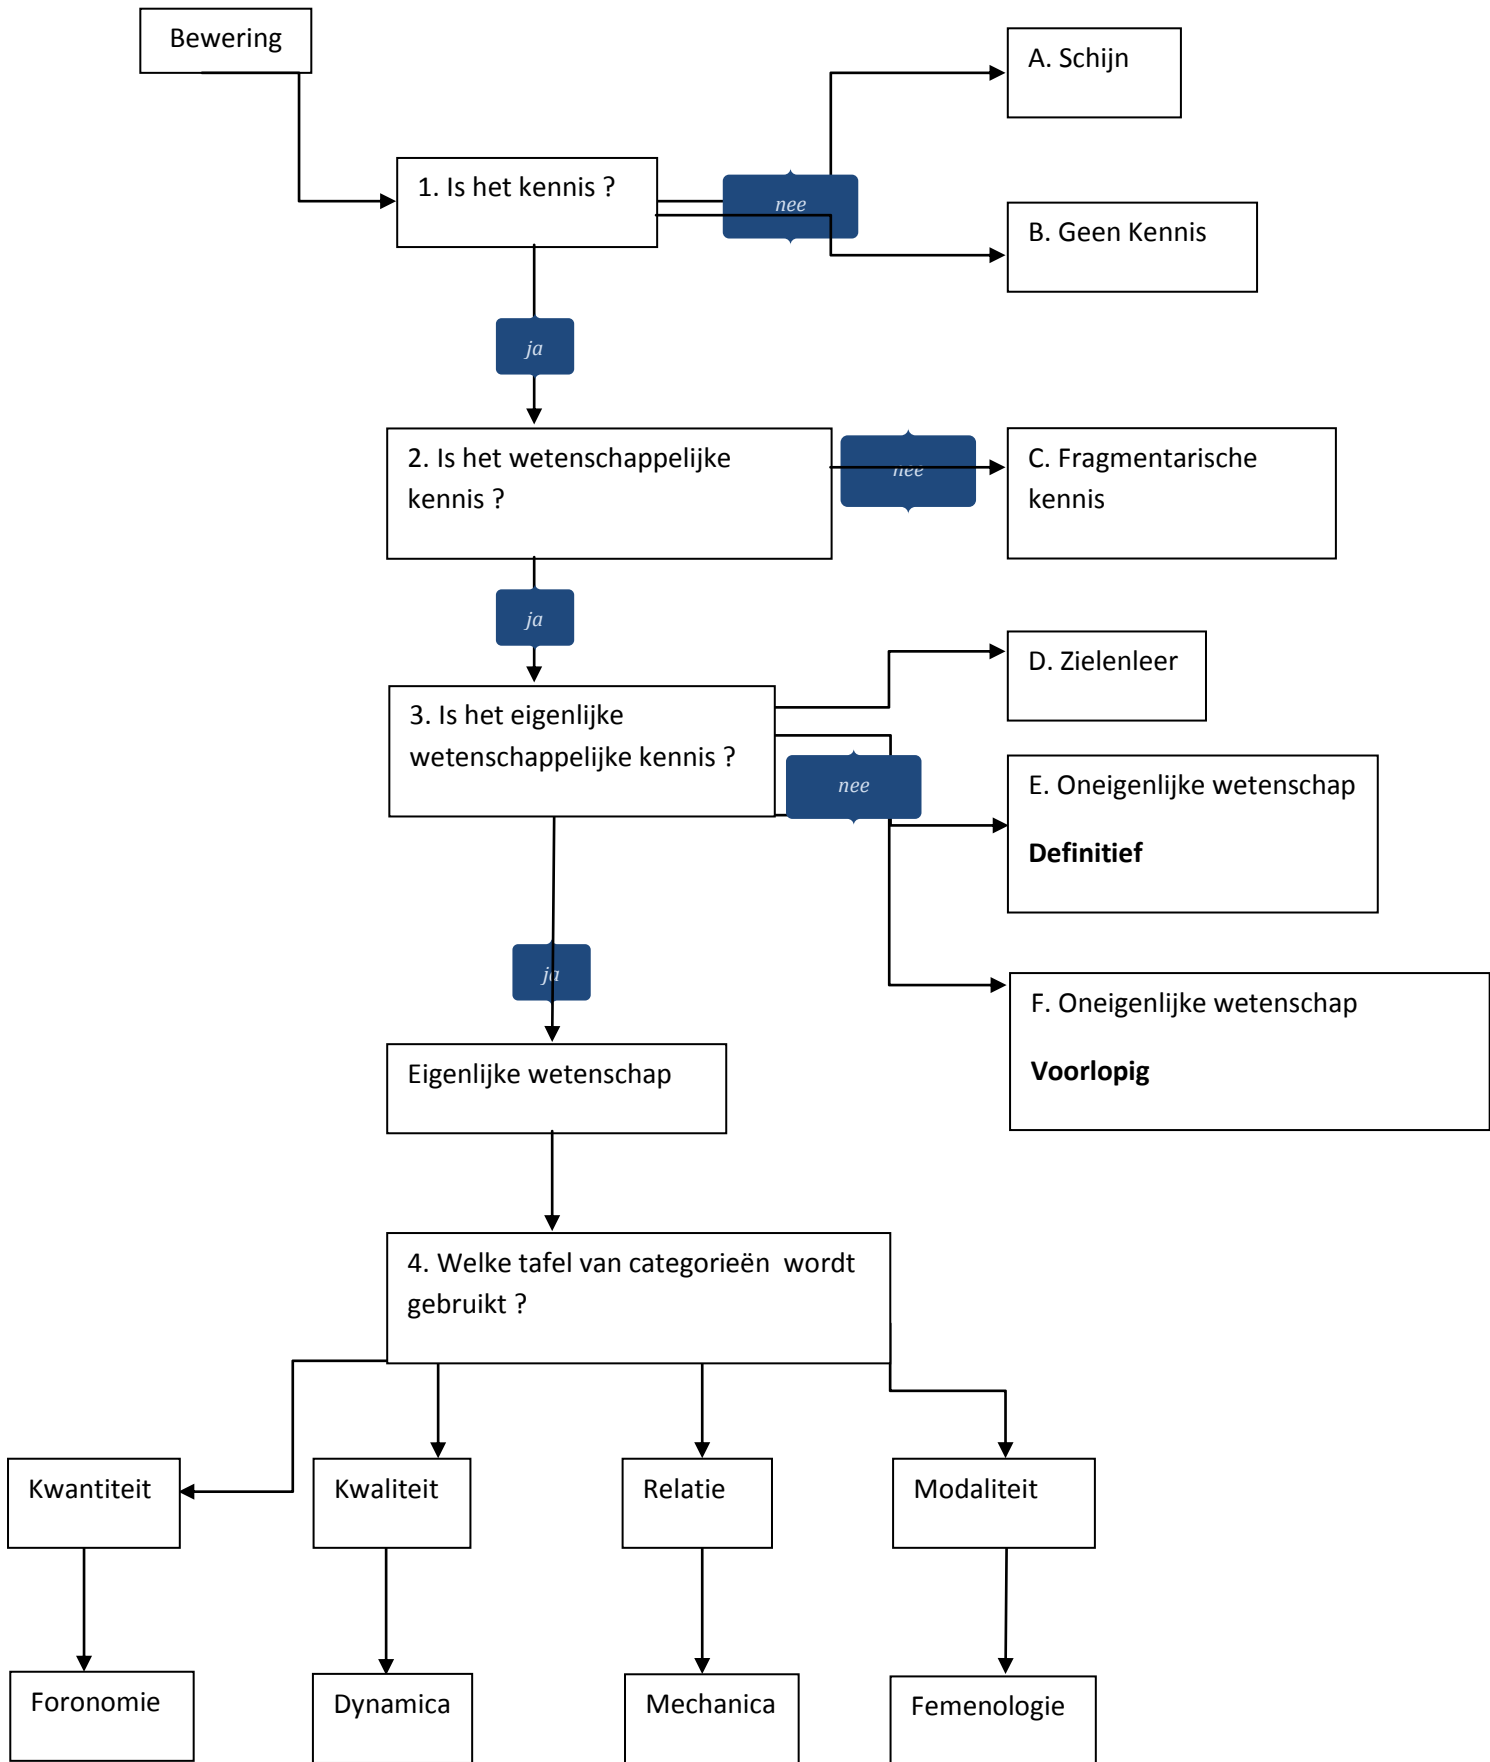 Bewering
A. Schijn
1. Is het kennis ?
nee
B. Geen Kennis
ja
2. Is het wetenschappelijke
kennis ?
nee
C. Fragmentarische
kennis
ja
D. Zielenleer
3. Is het eigenlijke
wetenschappelijke kennis ?
nee
E. Oneigenlijke wetenschap
Definitief
ja
F. Oneigenlijke wetenschap
Voorlopig
Eigenlijke wetenschap
4. Welke tafel van categorieën wordt
gebruikt ?
Kwantiteit
Kwaliteit
Relatie
Modaliteit
Foronomie
Dynamica
Mechanica
Femenologie